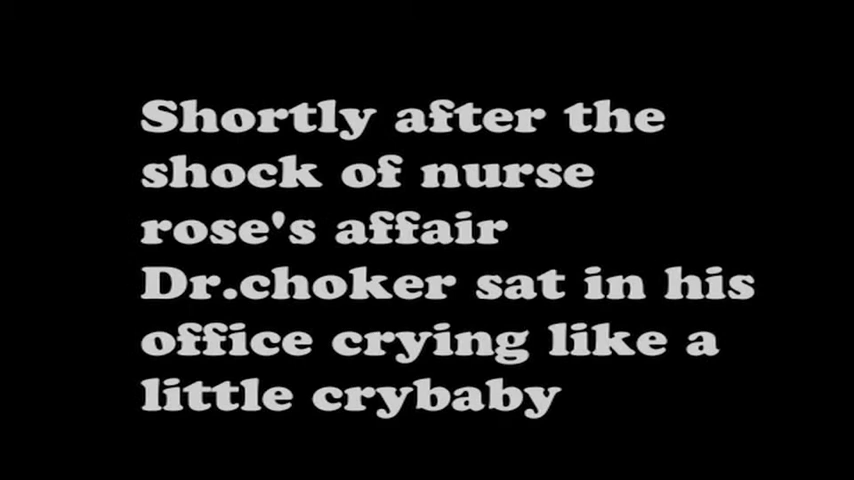 Shortly after the
shock of nurse
rose's affair
Dr.choker sat in his
office crying like a
little crybaby